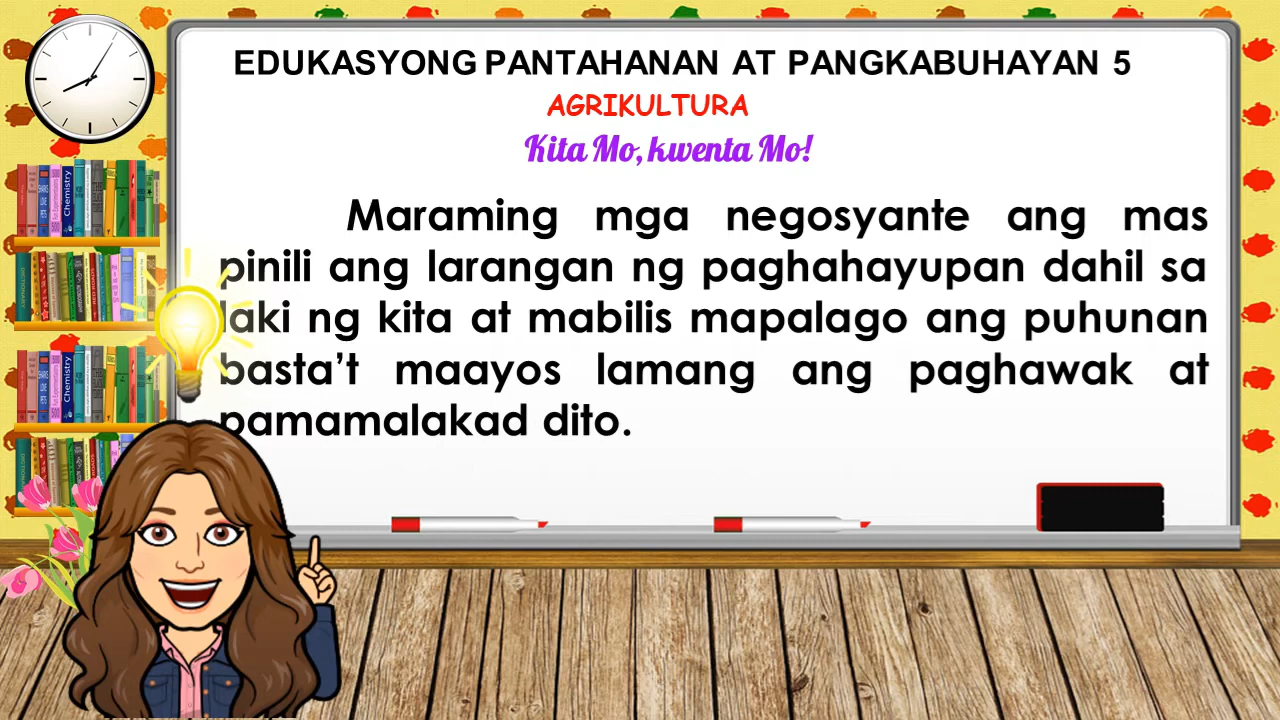 EDUKASYONG PANTAHANAN AT PANGKABUHAYAN 5
AGRIKULTURA
Kita Mo, kwenta Mo!
Maraming mga negosyante ang mas
pinili ang larangan ng paghahayupan dahil sa
laki ng kita at mabilis mapalago ang puhunan
basta’t maayos lamang ang paghawak at
pamamalakad dito.
Chemistry
Chemistry